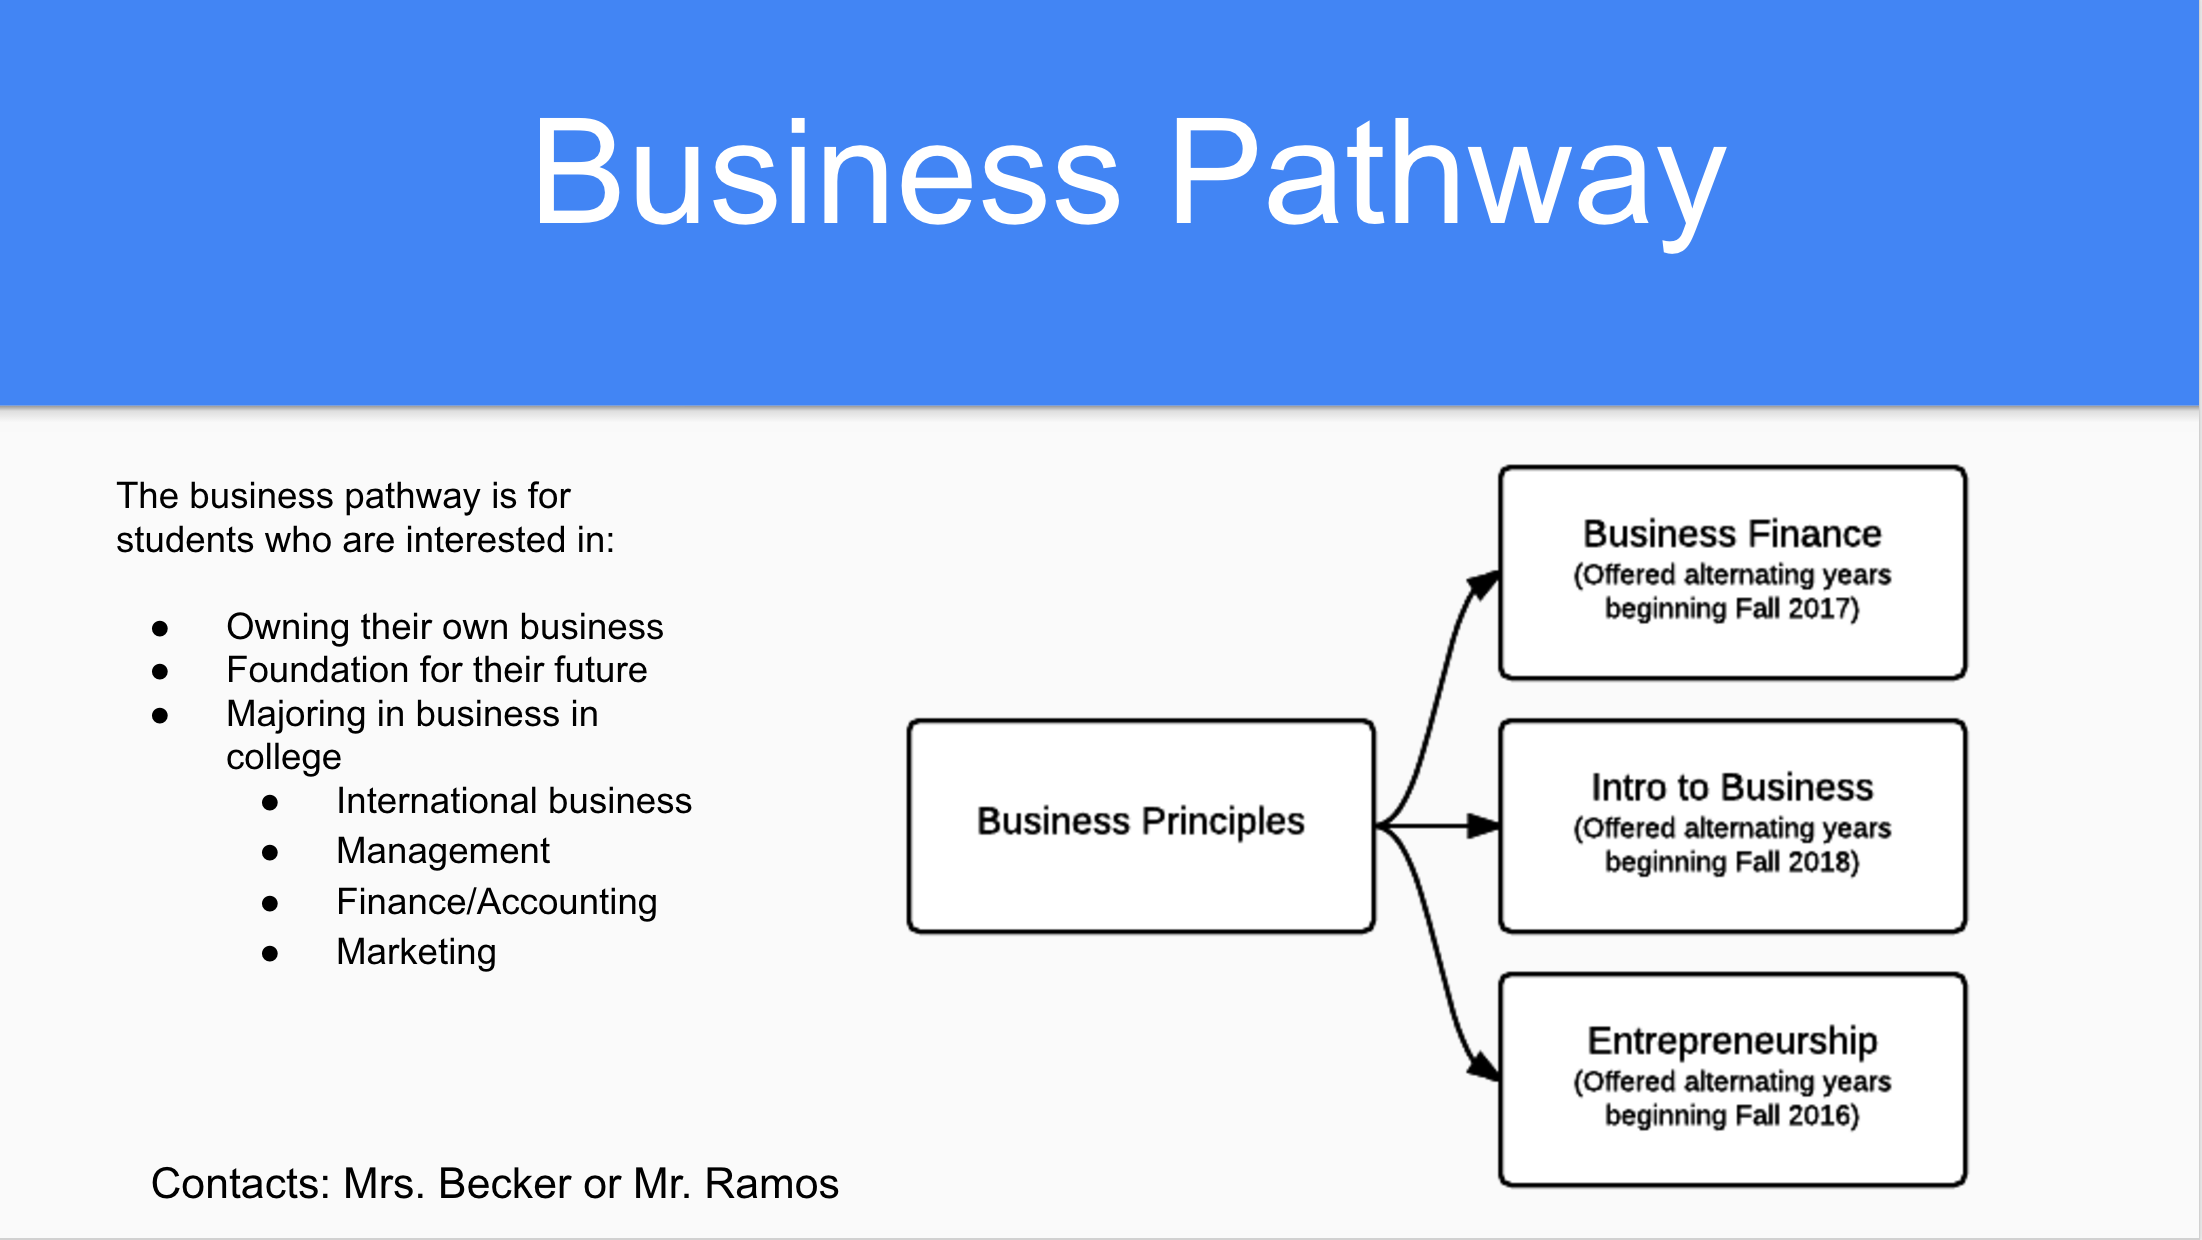 Business Pathway
The business pathway is for
students who are interested in:
● Owning their own business
● Foundation for their future
● Majoring in business in
college
● International business
● Management
● Finance/Accounting
● Marketing
Contacts: Mrs. Becker or Mr. Ramos
Business Principles
Business Finance
(Offered alternating years
beginning Fall 2017)
Intro to Business
(Offered alternating years
beginning Fall 2018)
Entrepreneurship
(Offered alternating years
beginning Fall 2016)